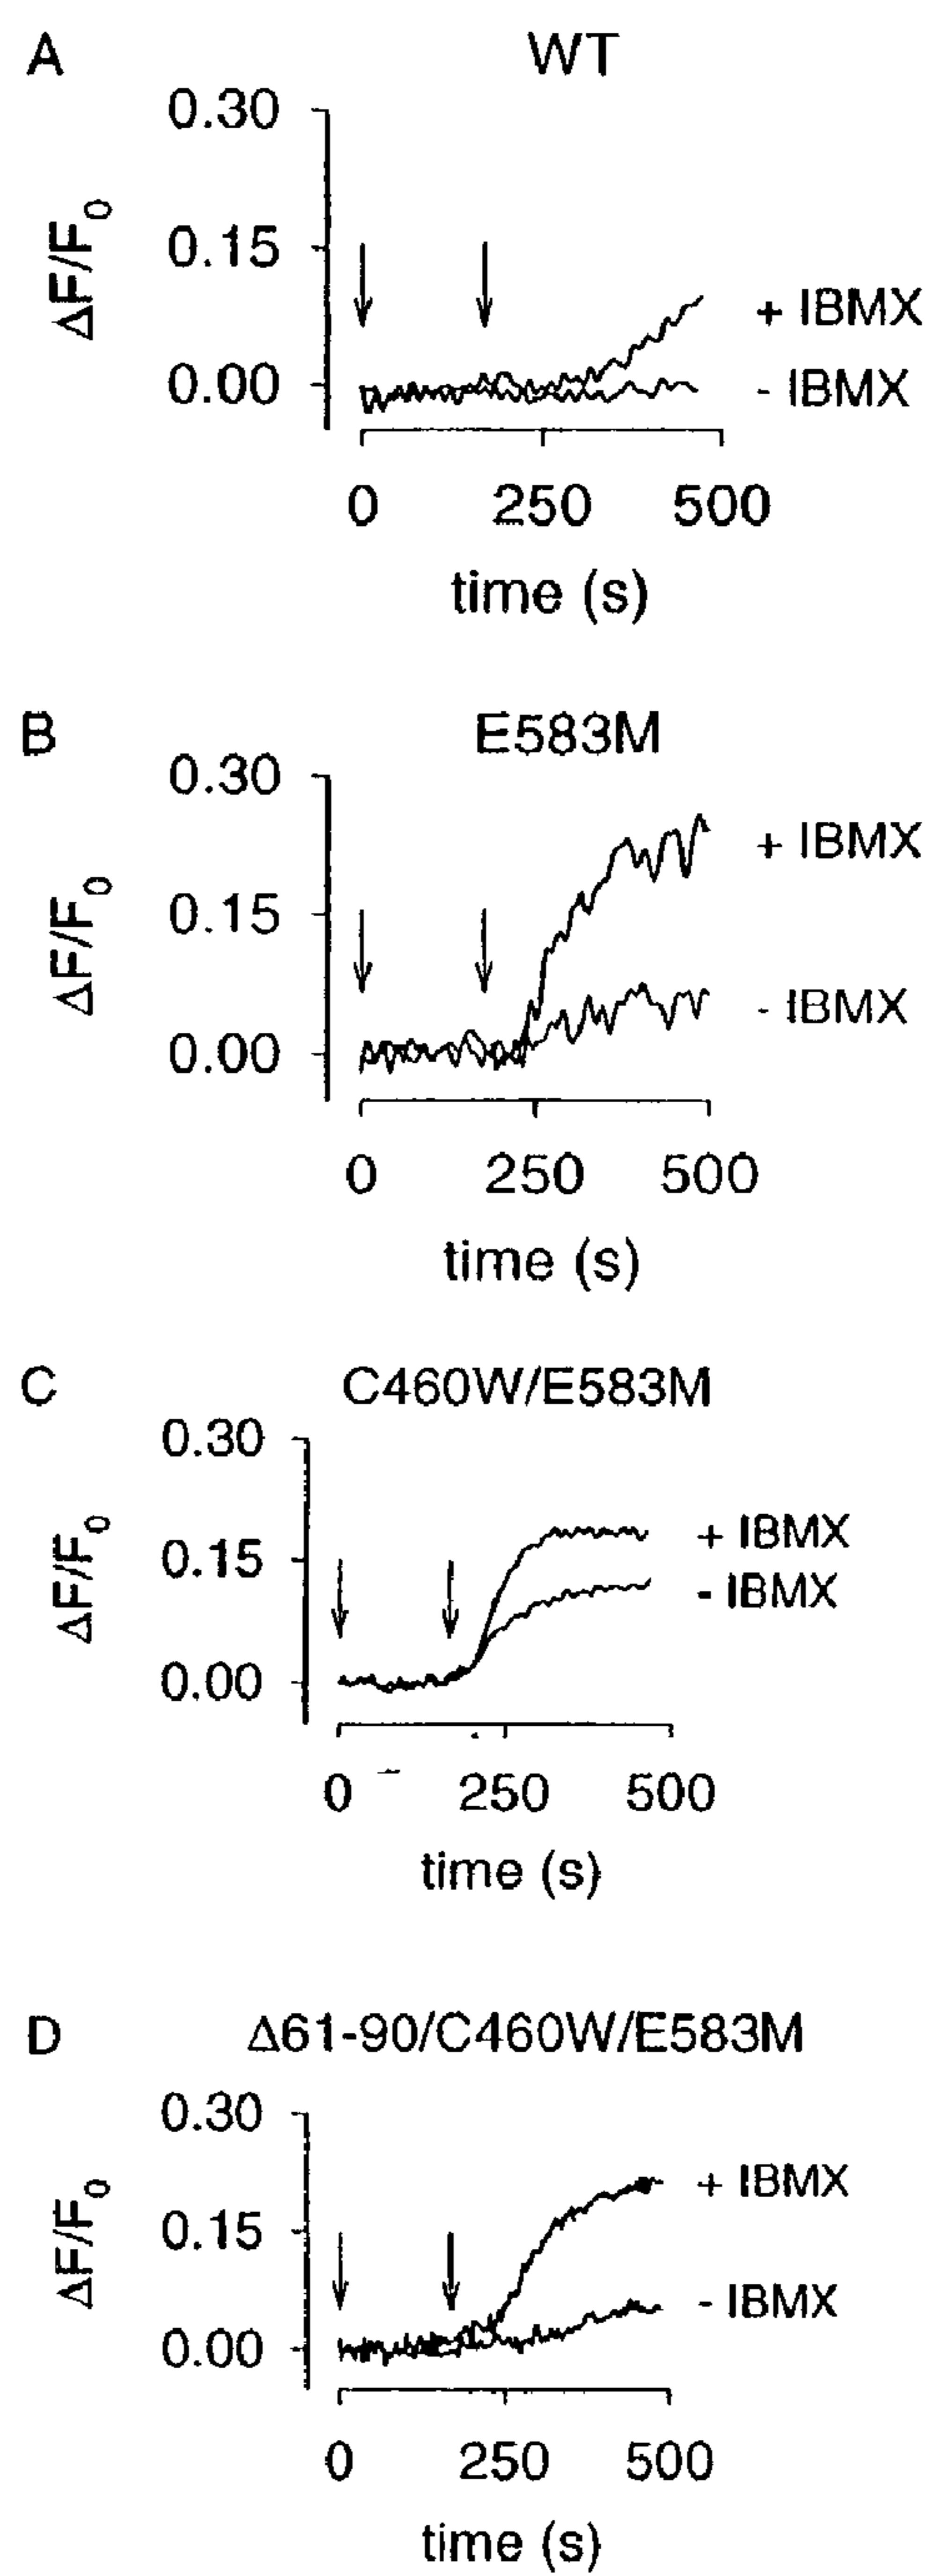 A WT
0.30
0.15
0.00
ΔF/F0
+ IBMX
- IBMX
0 250 500
time (s)
B E583M
0.30
0.15
0.00
ΔF/F0
+ IBMX
- IBMX
0 250 500
time (s)
C C460W/E583M
0.30
0.15
0.00
ΔF/F0
+ IBMX
- IBMX
0 250 500
time (s)
D Δ61-90/C460W/E583M
0.30
0.15
0.00
ΔF/F0
+ IBMX
- IBMX
0 250 500
time (s)